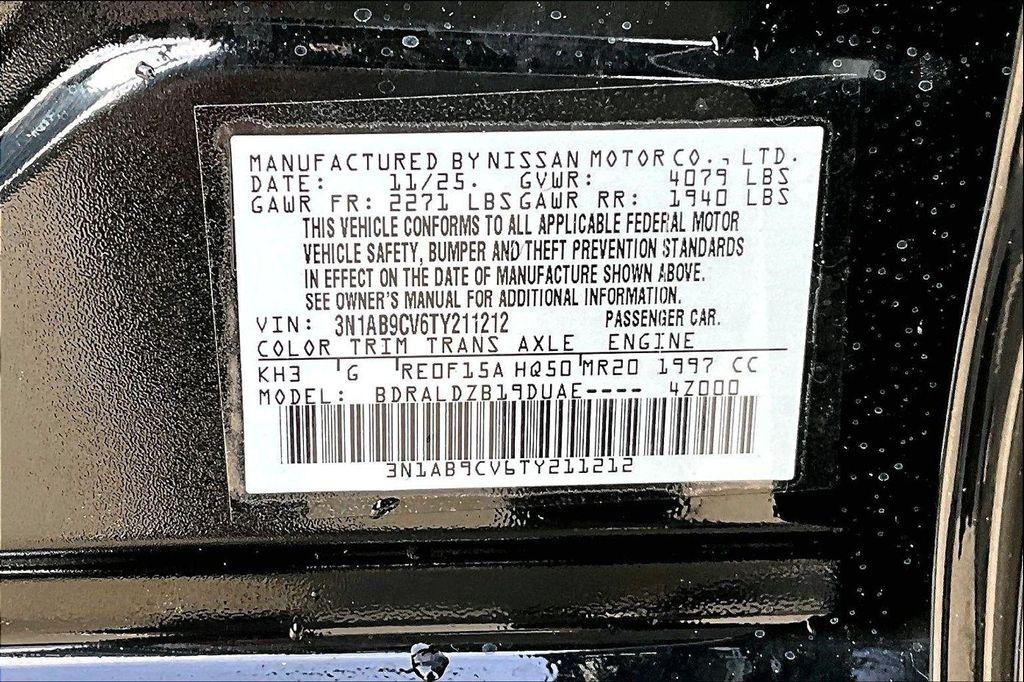 MANUFACTURED BY NISSAN MOTOR CO., LTD.
DATE: 11/25. GVWR: 4079 LBS
GAWR FR: 2271 LBS GAWR RR: 1940 LBS
THIS VEHICLE CONFORMS TO ALL APPLICABLE FEDERAL MOTOR
VEHICLE SAFETY, BUMPER AND THEFT PREVENTION STANDARDS
IN EFFECT ON THE DATE OF MANUFACTURE SHOWN ABOVE.
SEE OWNER'S MANUAL FOR ADDITIONAL INFORMATION.
VIN: 3N1AB9CV6TY211212 PASSENGER CAR.
COLOR TRIM TRANS AXLE ENGINE
KH3 G RE0F15A HQ50 MR20 1997 CC
MODEL: BDRALDZB19DUAE---- 4Z000
3N1AB9CV6TY211212